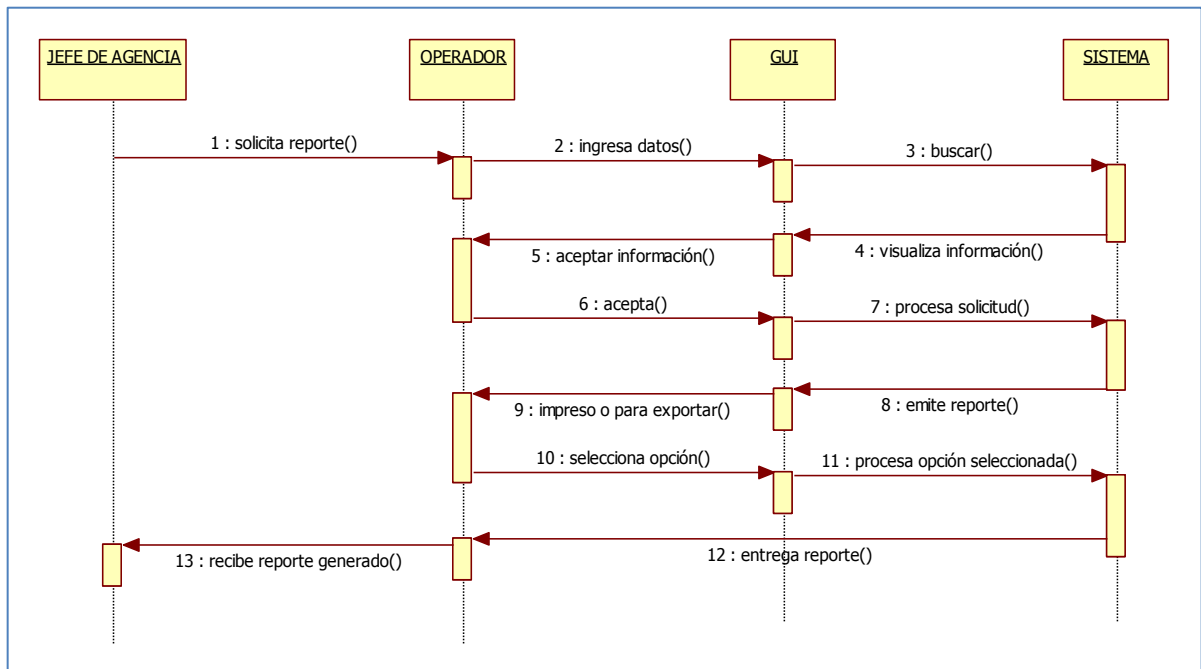 JEFE DE AGENCIA
OPERADOR
GUI
SISTEMA
1 : solicita reporte()
2 : ingresa datos()
3 : buscar()
4 : visualiza información()
5 : aceptar información()
6 : acepta()
7 : procesa solicitud()
8 : emite reporte()
9 : impreso o para exportar()
10 : selecciona opción()
11 : procesa opción seleccionada()
12 : entrega reporte()
13 : recibe reporte generado()